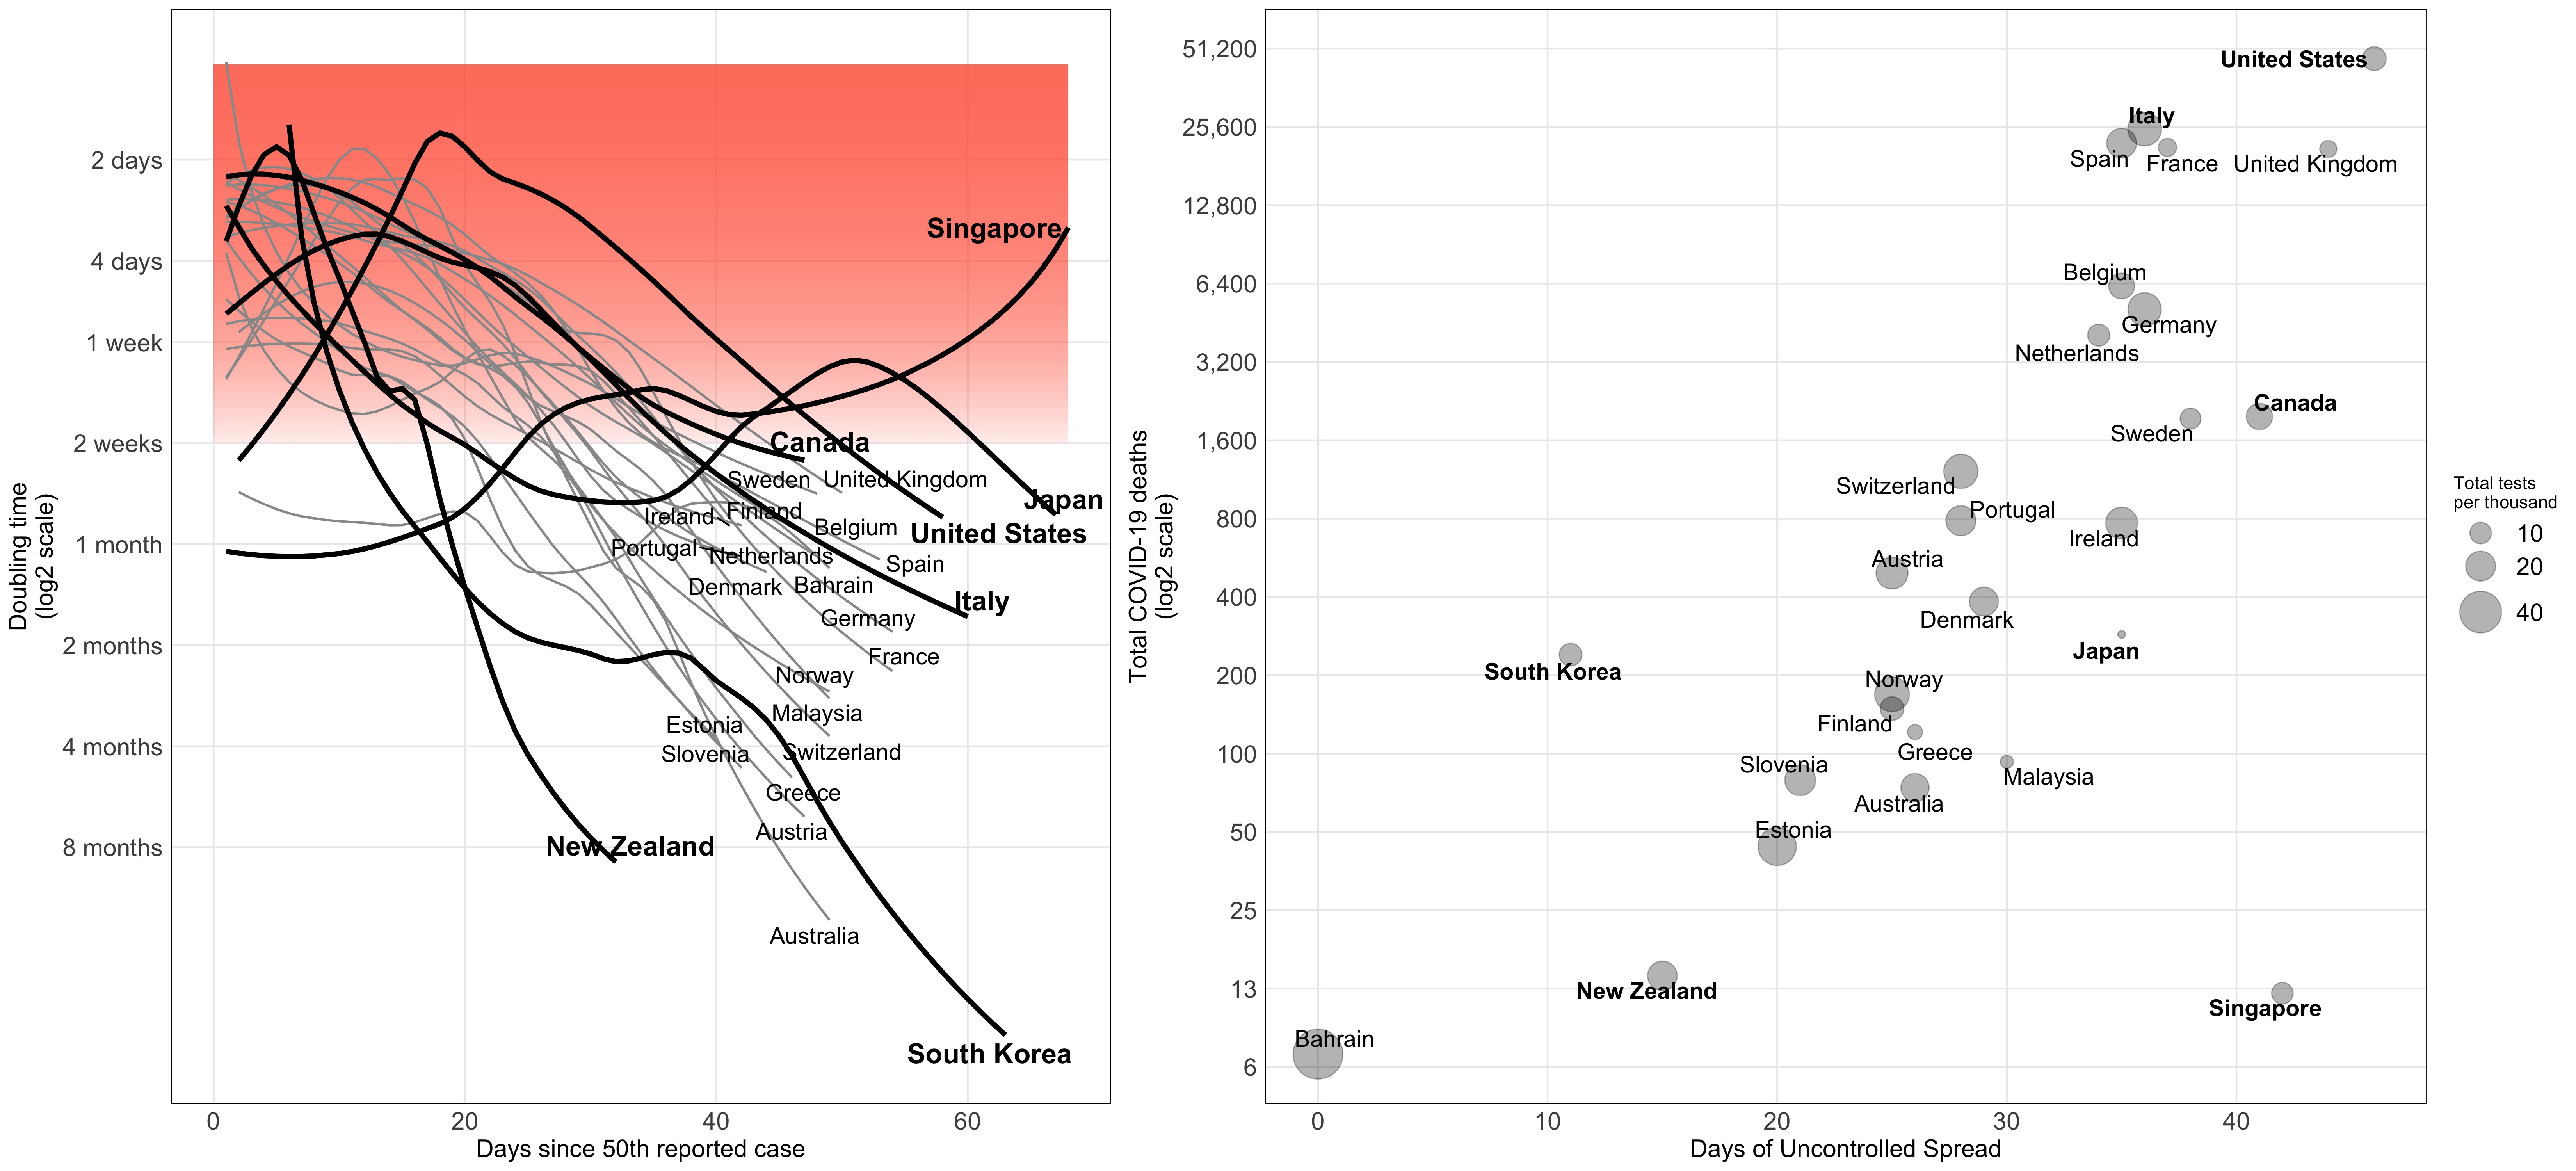 Doubling time
(log2 scale)
2 days
4 days
1 week
2 weeks
1 month
2 months
4 months
8 months
Singapore
Canada
Sweden
United Kingdom
Japan
Ireland
Finland
Belgium
United States
Portugal
Netherlands
Spain
Denmark
Bahrain
Italy
Germany
France
Norway
Malaysia
Estonia
Slovenia
Switzerland
Greece
Austria
New Zealand
Australia
South Korea
0
20
40
60
Days since 50th reported case
Total COVID-19 deaths
(log2 scale)
51,200
25,600
12,800
6,400
3,200
1,600
800
400
200
100
50
25
13
6
United States
Italy
Spain
France
United Kingdom
Belgium
Germany
Netherlands
Canada
Sweden
Switzerland
Portugal
Ireland
Austria
Denmark
Japan
South Korea
Norway
Finland
Greece
Slovenia
Malaysia
Australia
Estonia
New Zealand
Singapore
Bahrain
0
10
20
30
40
Days of Uncontrolled Spread
Total tests
per thousand
10
20
40